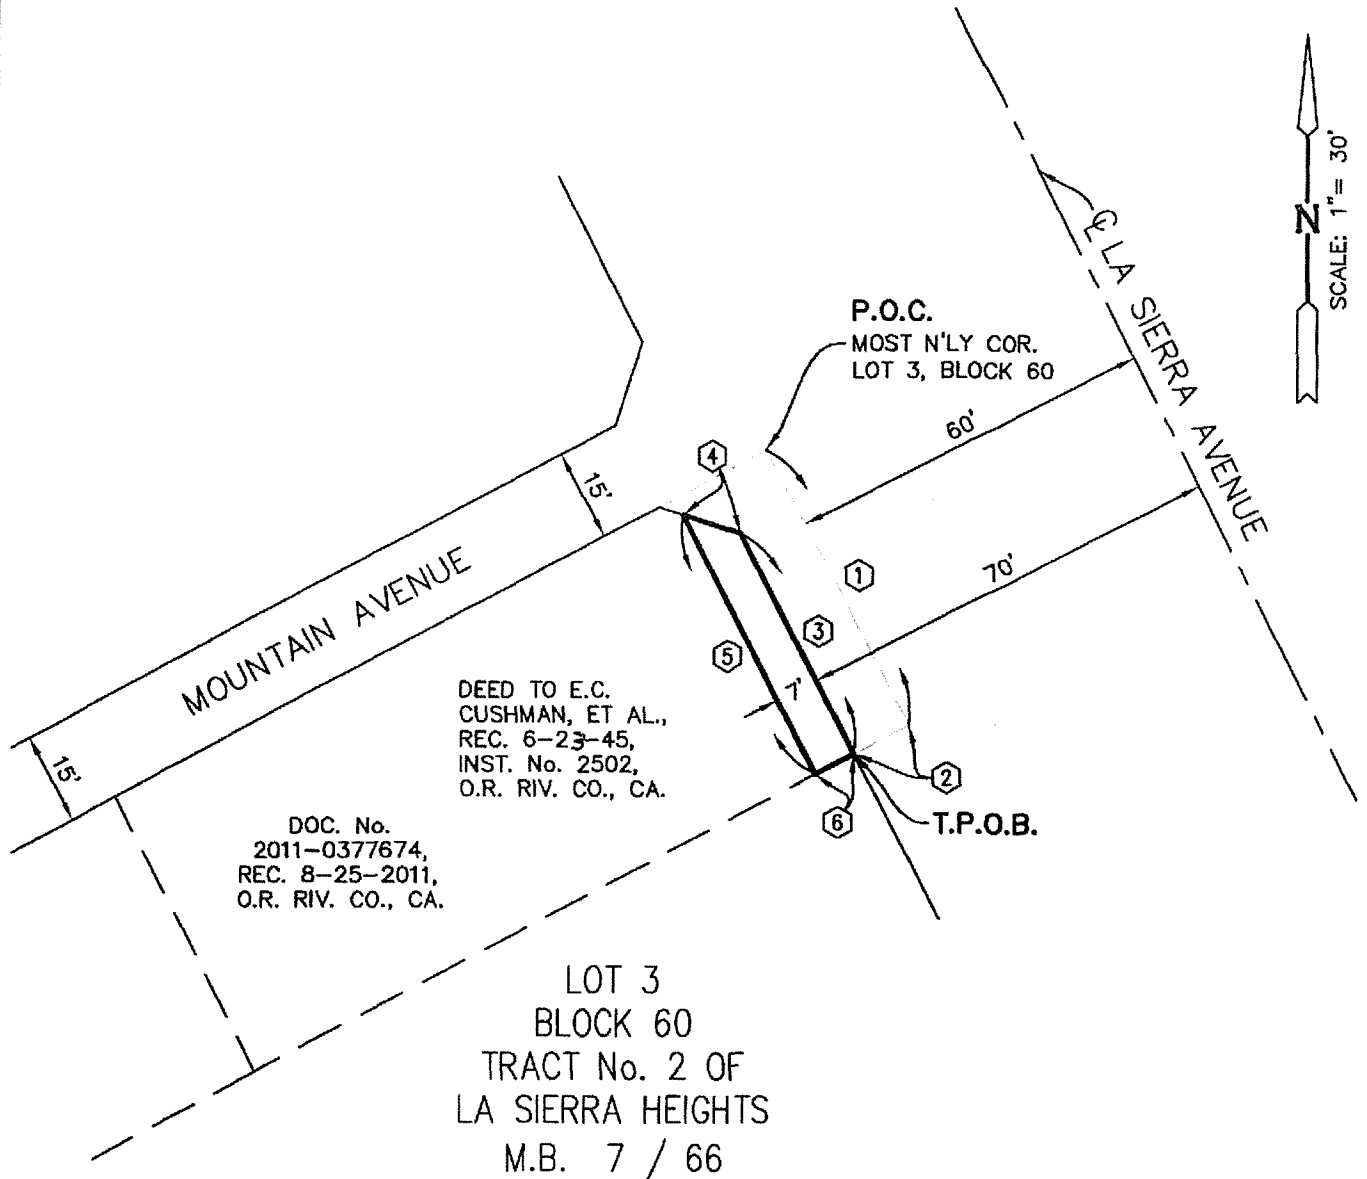 N
SCALE: 1"= 30'
℄ LA SIERRA AVENUE
P.O.C.
MOST N'LY COR.
LOT 3, BLOCK 60
60'
4
15'
1
70'
MOUNTAIN AVENUE
3
5
7'
DEED TO E.C.
CUSHMAN, ET AL.,
REC. 6-23-45,
INST. No. 2502,
O.R. RIV. CO., CA.
15'
2
6
T.P.O.B.
DOC. No.
2011-0377674,
REC. 8-25-2011,
O.R. RIV. CO., CA.
LOT 3
BLOCK 60
TRACT No. 2 OF
LA SIERRA HEIGHTS
M.B. 7 / 66